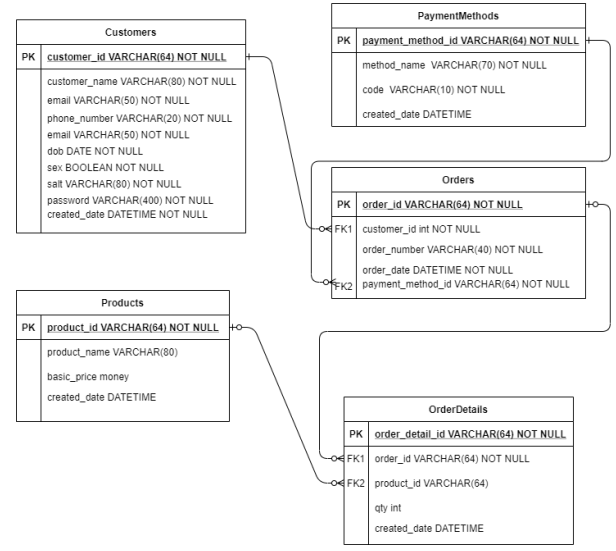 Customers
PK customer_id VARCHAR(64) NOT NULL
customer_name VARCHAR(80) NOT NULL
email VARCHAR(50) NOT NULL
phone_number VARCHAR(20) NOT NULL
email VARCHAR(50) NOT NULL
dob DATE NOT NULL
sex BOOLEAN NOT NULL
salt VARCHAR(80) NOT NULL
password VARCHAR(400) NOT NULL
created_date DATETIME NOT NULL
PaymentMethods
PK payment_method_id VARCHAR(64) NOT NULL
method_name VARCHAR(70) NOT NULL
code VARCHAR(10) NOT NULL
created_date DATETIME
Orders
PK order_id VARCHAR(64) NOT NULL
FK1 customer_id int NOT NULL
order_number VARCHAR(40) NOT NULL
order_date DATETIME NOT NULL
FK2 payment_method_id VARCHAR(64) NOT NULL
Products
PK product_id VARCHAR(64) NOT NULL
product_name VARCHAR(80)
basic_price money
created_date DATETIME
OrderDetails
PK order_detail_id VARCHAR(64) NOT NULL
FK1 order_id VARCHAR(64) NOT NULL
FK2 product_id VARCHAR(64)
qty int
created_date DATETIME